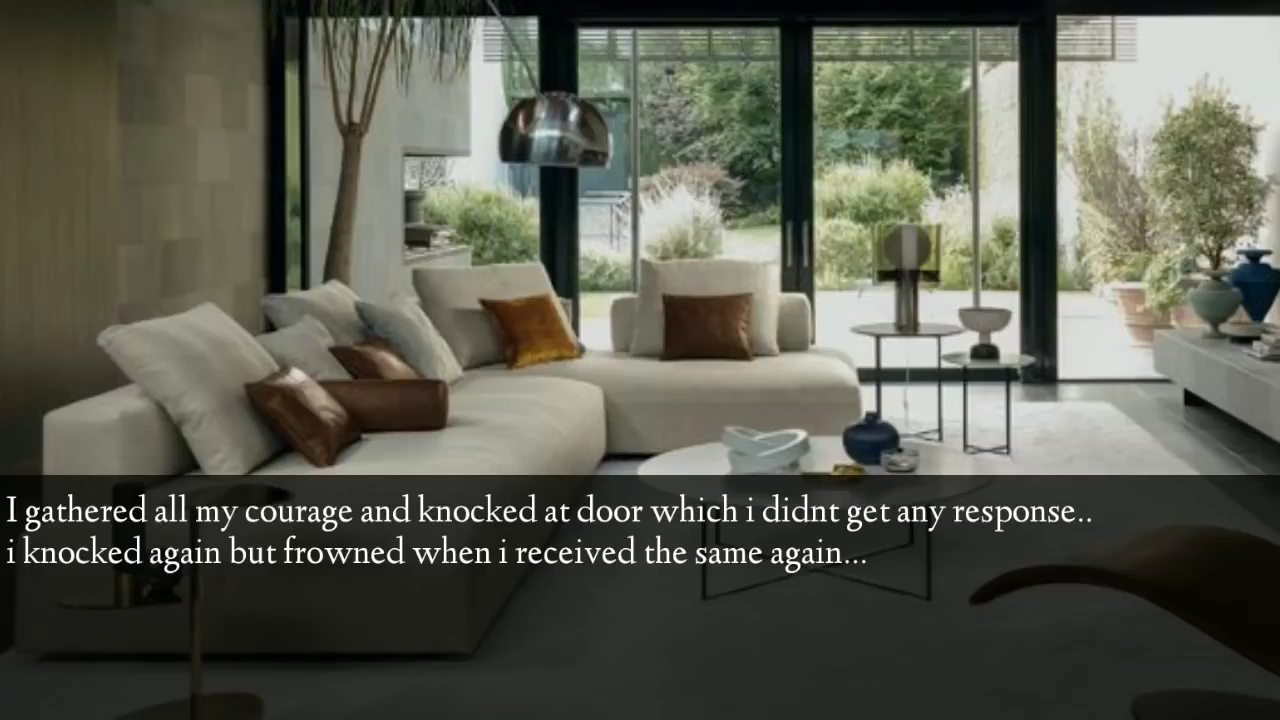 I gathered all my courage and knocked at door which i didnt get any response..
i knocked again but frowned when i received the same again...